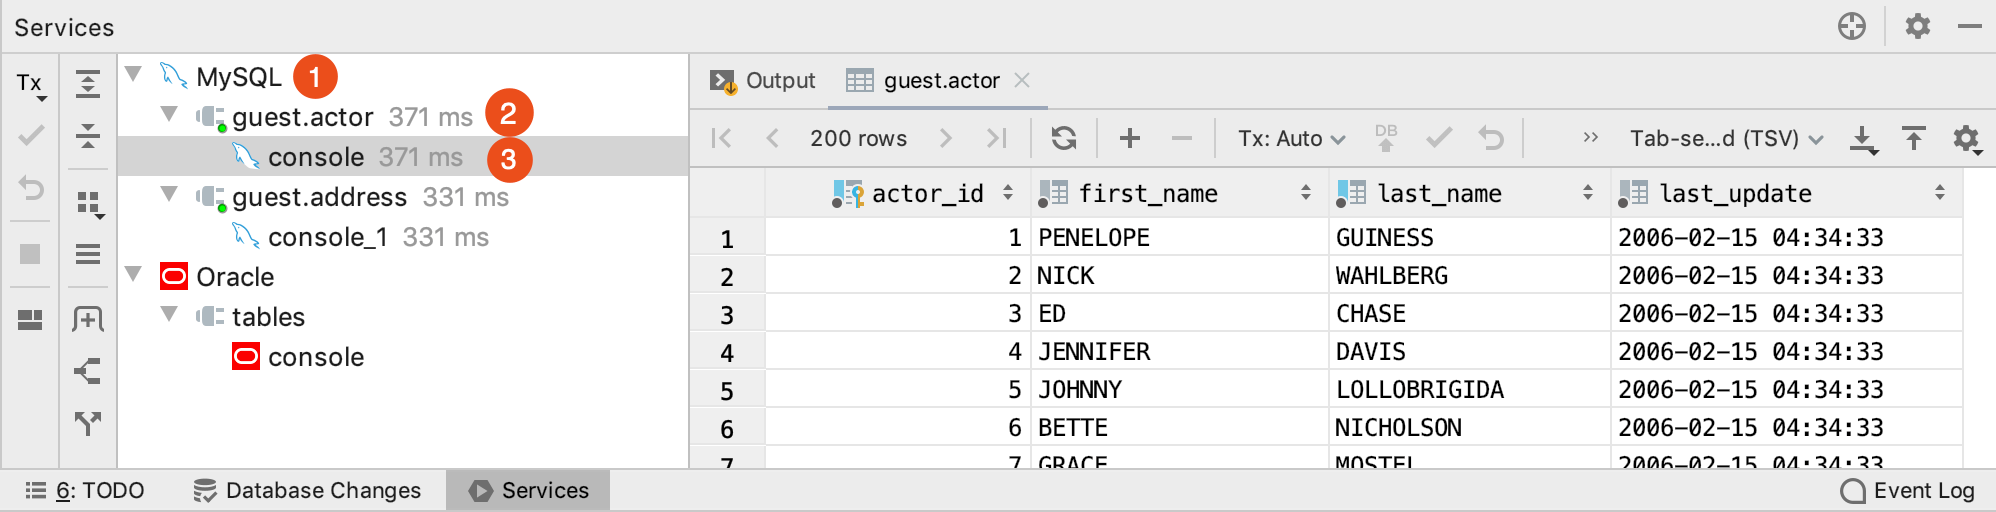 Services
Tx
MySQL 1
guest.actor 371 ms 2
console 371 ms 3
guest.address 331 ms
console_1 331 ms
Oracle
tables
console
Output guest.actor
200 rows Tx: Auto DB >> Tab-se...d (TSV)
actor_id first_name last_name last_update
1 1 PENELOPE GUINESS 2006-02-15 04:34:33
2 2 NICK WAHLBERG 2006-02-15 04:34:33
3 3 ED CHASE 2006-02-15 04:34:33
4 4 JENNIFER DAVIS 2006-02-15 04:34:33
5 5 JOHNNY LOLLOBRIGIDA 2006-02-15 04:34:33
6 6 BETTE NICHOLSON 2006-02-15 04:34:33
7 7 GRACE MOSTEL 2006-02-15 04:34:33
6: TODO Database Changes Services Event Log